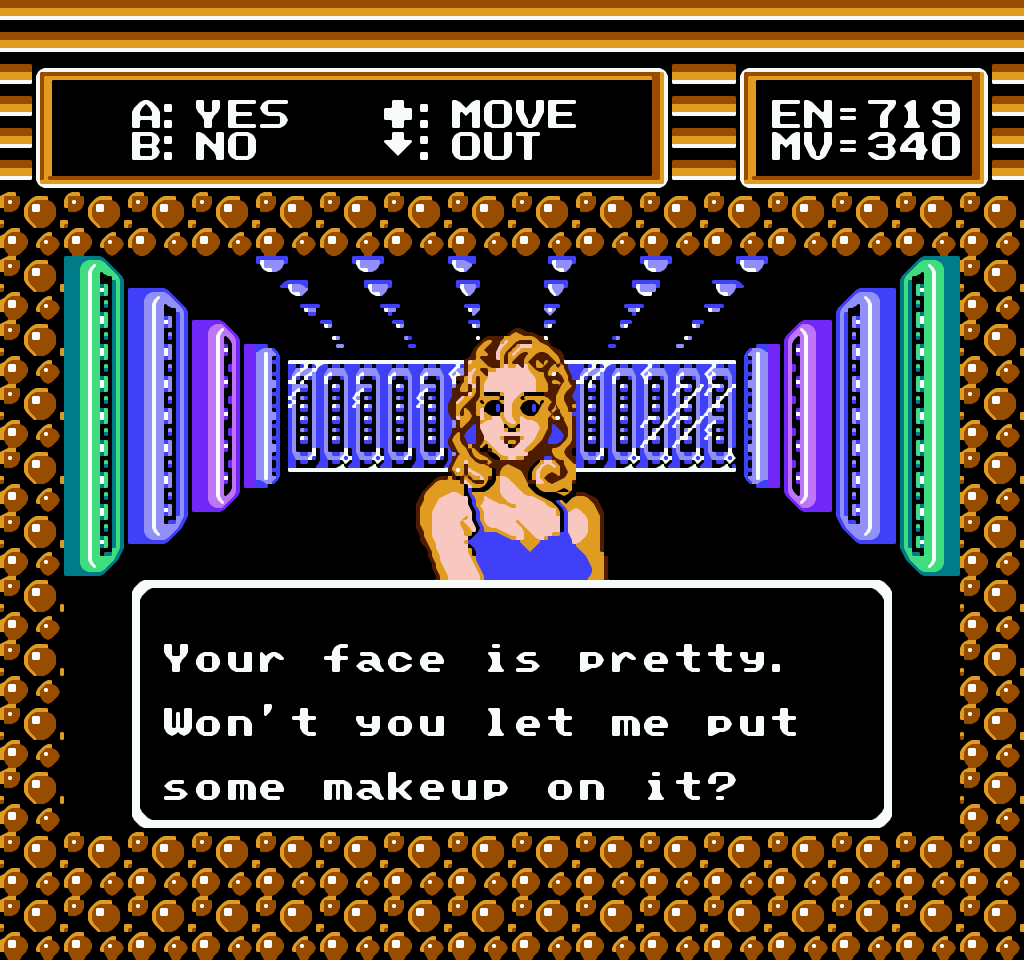 A: YES ✚: MOVE
B: NO ↓: OUT
EN=719
MV=340
Your face is pretty.
Won't you let me put
some makeup on it?